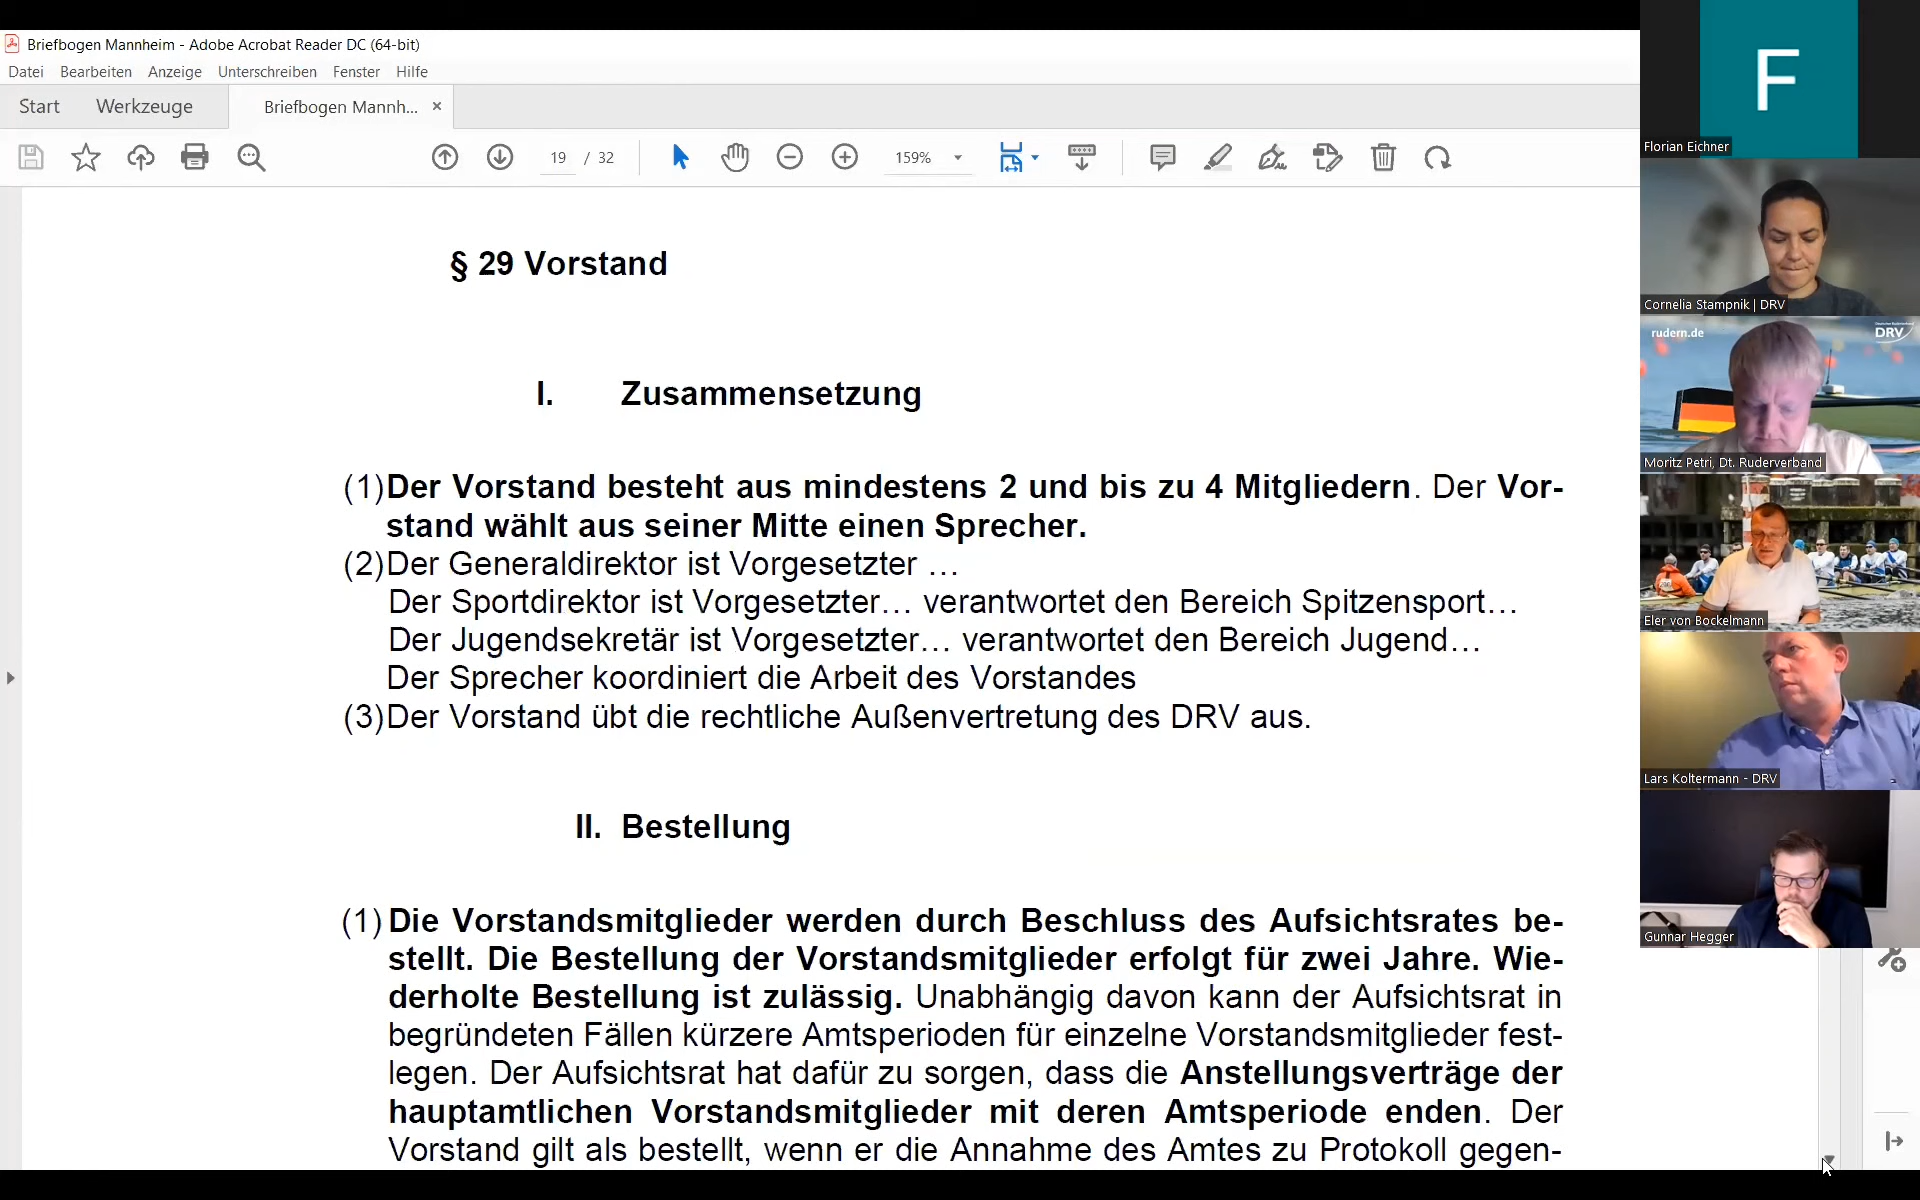 Briefbogen Mannheim - Adobe Acrobat Reader DC (64-bit)
Datei Bearbeiten Anzeige Unterschreiben Fenster Hilfe
Start Werkzeuge Briefbogen Mannh... ×
19 / 32 159%
§ 29 Vorstand
I. Zusammensetzung
(1) Der Vorstand besteht aus mindestens 2 und bis zu 4 Mitgliedern. Der Vor-
stand wählt aus seiner Mitte einen Sprecher.
(2) Der Generaldirektor ist Vorgesetzter …
Der Sportdirektor ist Vorgesetzter… verantwortet den Bereich Spitzensport…
Der Jugendsekretär ist Vorgesetzter… verantwortet den Bereich Jugend…
Der Sprecher koordiniert die Arbeit des Vorstandes
(3) Der Vorstand übt die rechtliche Außenvertretung des DRV aus.
II. Bestellung
(1) Die Vorstandsmitglieder werden durch Beschluss des Aufsichtsrates be-
stellt. Die Bestellung der Vorstandsmitglieder erfolgt für zwei Jahre. Wie-
derholte Bestellung ist zulässig. Unabhängig davon kann der Aufsichtsrat in
begründeten Fällen kürzere Amtsperioden für einzelne Vorstandsmitglieder fest-
legen. Der Aufsichtsrat hat dafür zu sorgen, dass die Anstellungsverträge der
hauptamtlichen Vorstandsmitglieder mit deren Amtsperiode enden. Der
Vorstand gilt als bestellt, wenn er die Annahme des Amtes zu Protokoll gegen-
F
Florian Eichner
Cornelia Stampnik | DRV
rudern.de
DRV
Moritz Petri, Dt. Ruderverband
Eler von Bockelmann
Lars Koltermann - DRV
Gunnar Hegger